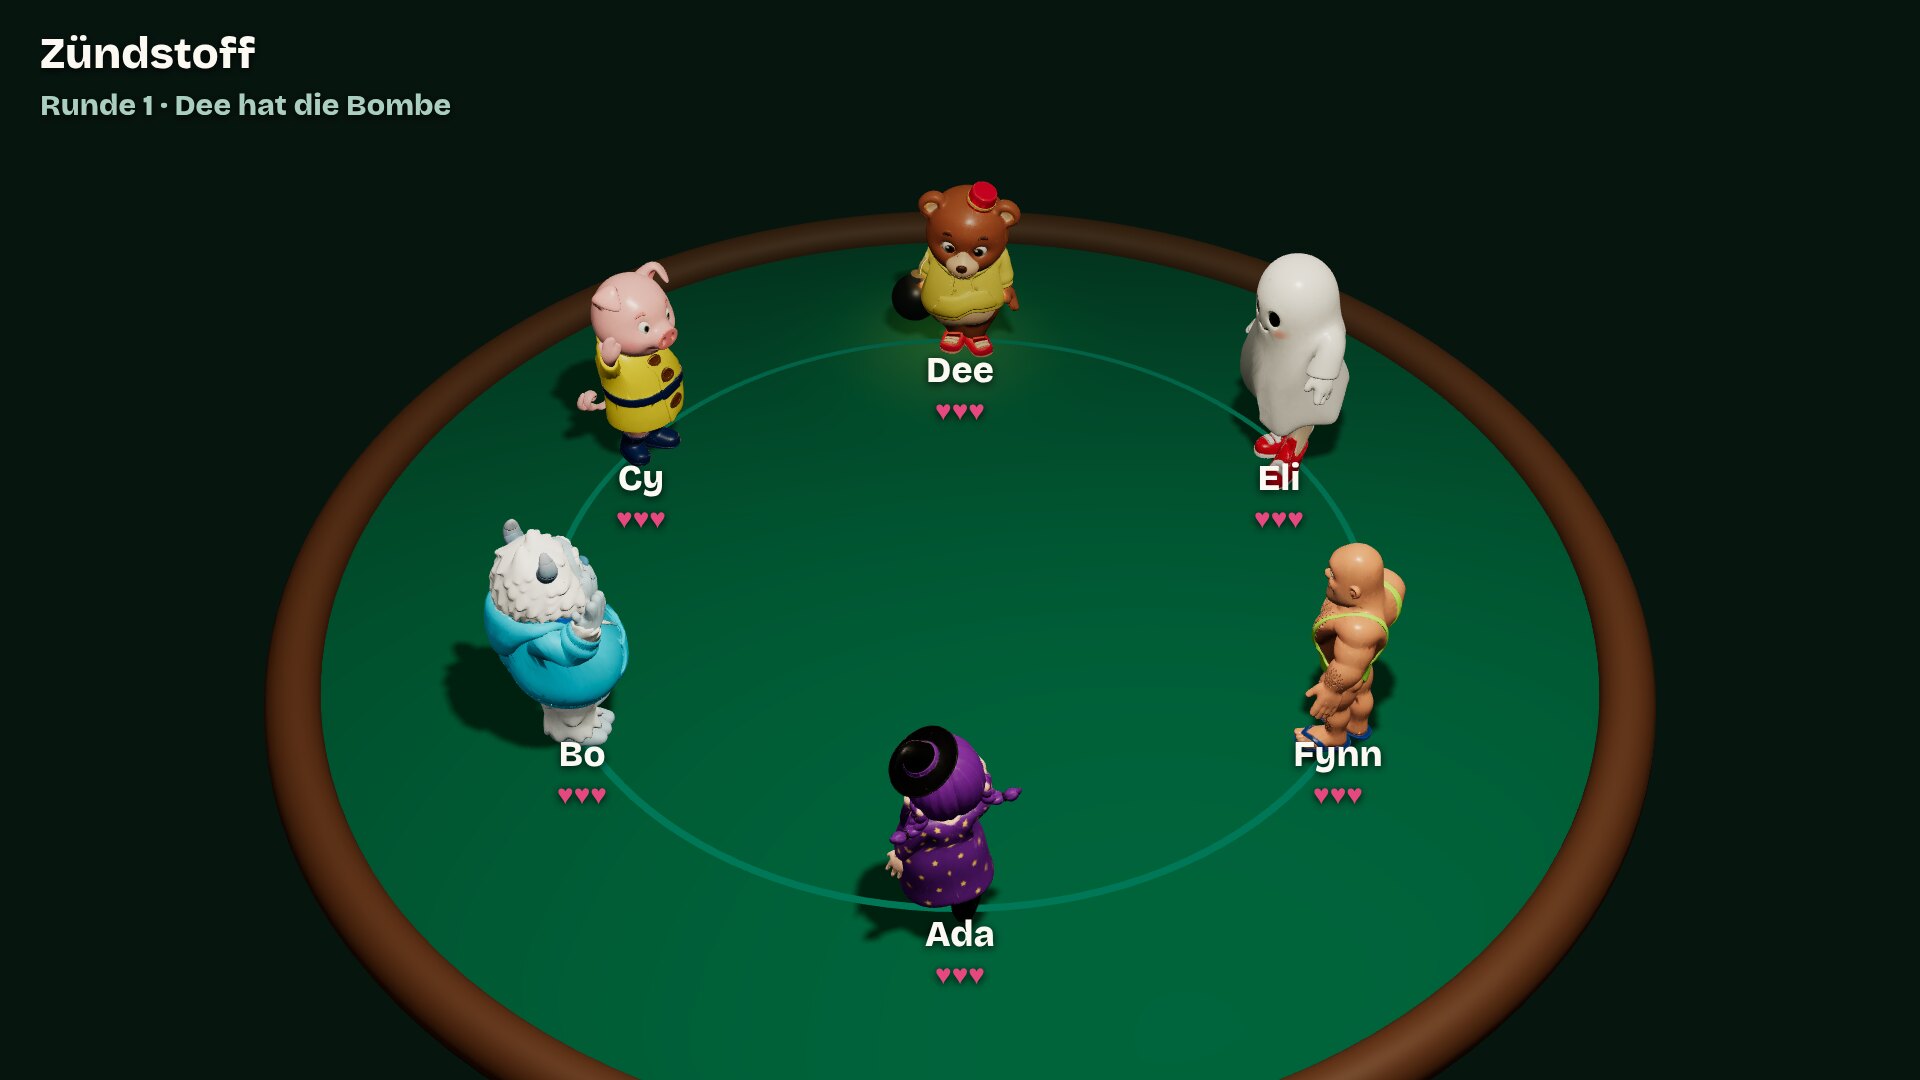 Zündstoff
Runde 1 · Dee hat die Bombe
Dee
♥♥♥
Cy
♥♥♥
Eli
♥♥♥
Bo
♥♥♥
Fynn
♥♥♥
Ada
♥♥♥